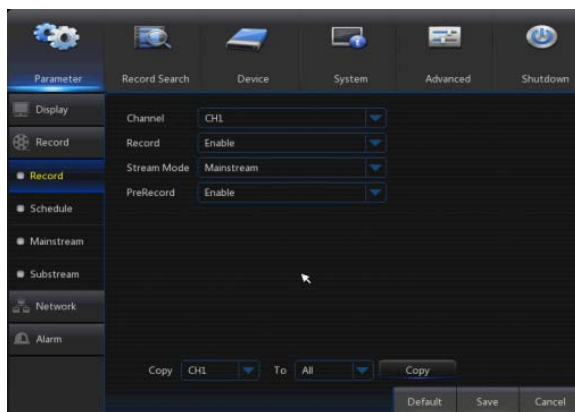 Parameter
Record Search
Device
System
Advanced
Shutdown
Display
Record
Record
Schedule
Mainstream
Substream
Network
Alarm
Channel CH1
Record Enable
Stream Mode Mainstream
PreRecord Enable
Copy CH1 To All Copy
Default Save Cancel